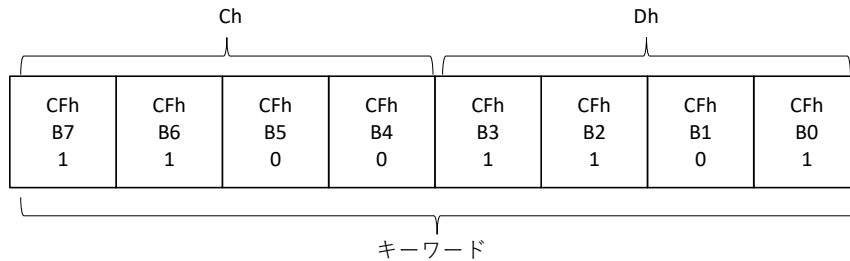 Ch Dh
CFh CFh CFh CFh CFh CFh CFh CFh
B7 B6 B5 B4 B3 B2 B1 B0
1 1 0 0 1 1 0 1
キーワード